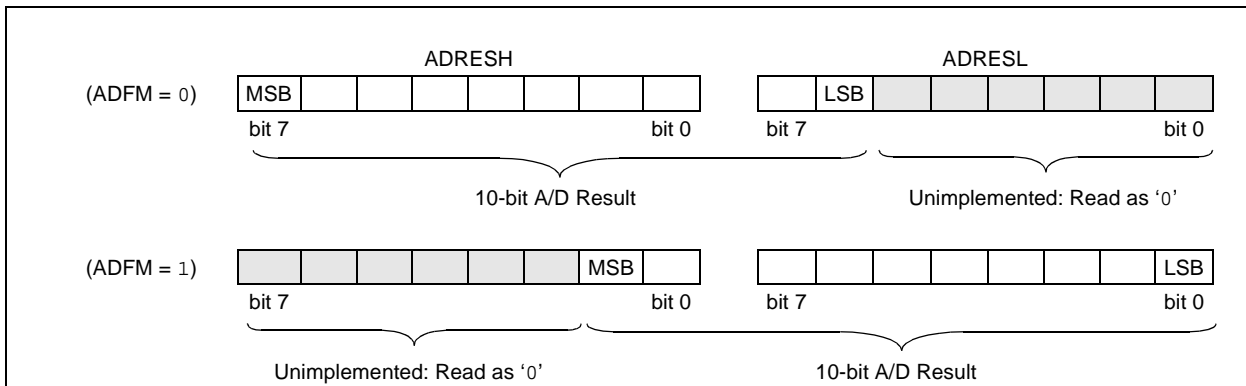 ADRESH ADRESL
(ADFM = 0) MSB LSB
bit 7 bit 0 bit 7 bit 0
10-bit A/D Result Unimplemented: Read as ‘0’
(ADFM = 1) MSB LSB
bit 7 bit 0 bit 7 bit 0
Unimplemented: Read as ‘0’ 10-bit A/D Result